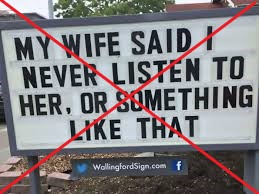 MY WIFE SAID I
NEVER LISTEN TO
HER, OR SOMETHING
LIKE THAT
WallingfordSign.com f